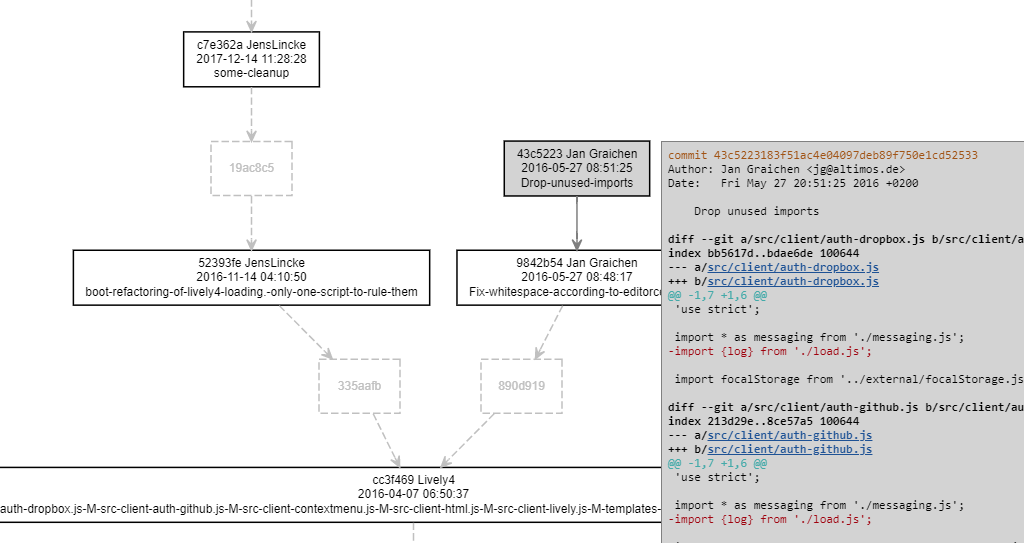 c7e362a JensLincke
2017-12-14 11:28:28
some-cleanup
19ac8c5
43c5223 Jan Graichen
2016-05-27 08:51:25
Drop-unused-imports
52393fe JensLincke
2016-11-14 04:10:50
boot-refactoring-of-lively4-loading.-only-one-script-to-rule-them
9842b54 Jan Graichen
2016-05-27 08:48:17
Fix-whitespace-according-to-editorco
335aafb
890d919
cc3f469 Lively4
2016-04-07 06:50:37
auth-dropbox.js-M-src-client-auth-github.js-M-src-client-contextmenu.js-M-src-client-html.js-M-src-client-lively.js-M-templates-
commit 43c5223183f51ac4e04097deb89f750e1cd52533
Author: Jan Graichen <jg@altimos.de>
Date:   Fri May 27 20:51:25 2016 +0200
Drop unused imports
diff --git a/src/client/auth-dropbox.js b/src/client/a
index bb5617d..bdae6de 100644
--- a/src/client/auth-dropbox.js
+++ b/src/client/auth-dropbox.js
@@ -1,7 +1,6 @@
'use strict';
import * as messaging from './messaging.js';
-import {log} from './load.js';
import focalStorage from '../external/focalStorage.js
diff --git a/src/client/auth-github.js b/src/client/au
index 213d29e..8ce57a5 100644
--- a/src/client/auth-github.js
+++ b/src/client/auth-github.js
@@ -1,7 +1,6 @@
'use strict';
import * as messaging from './messaging.js';
-import {log} from './load.js';